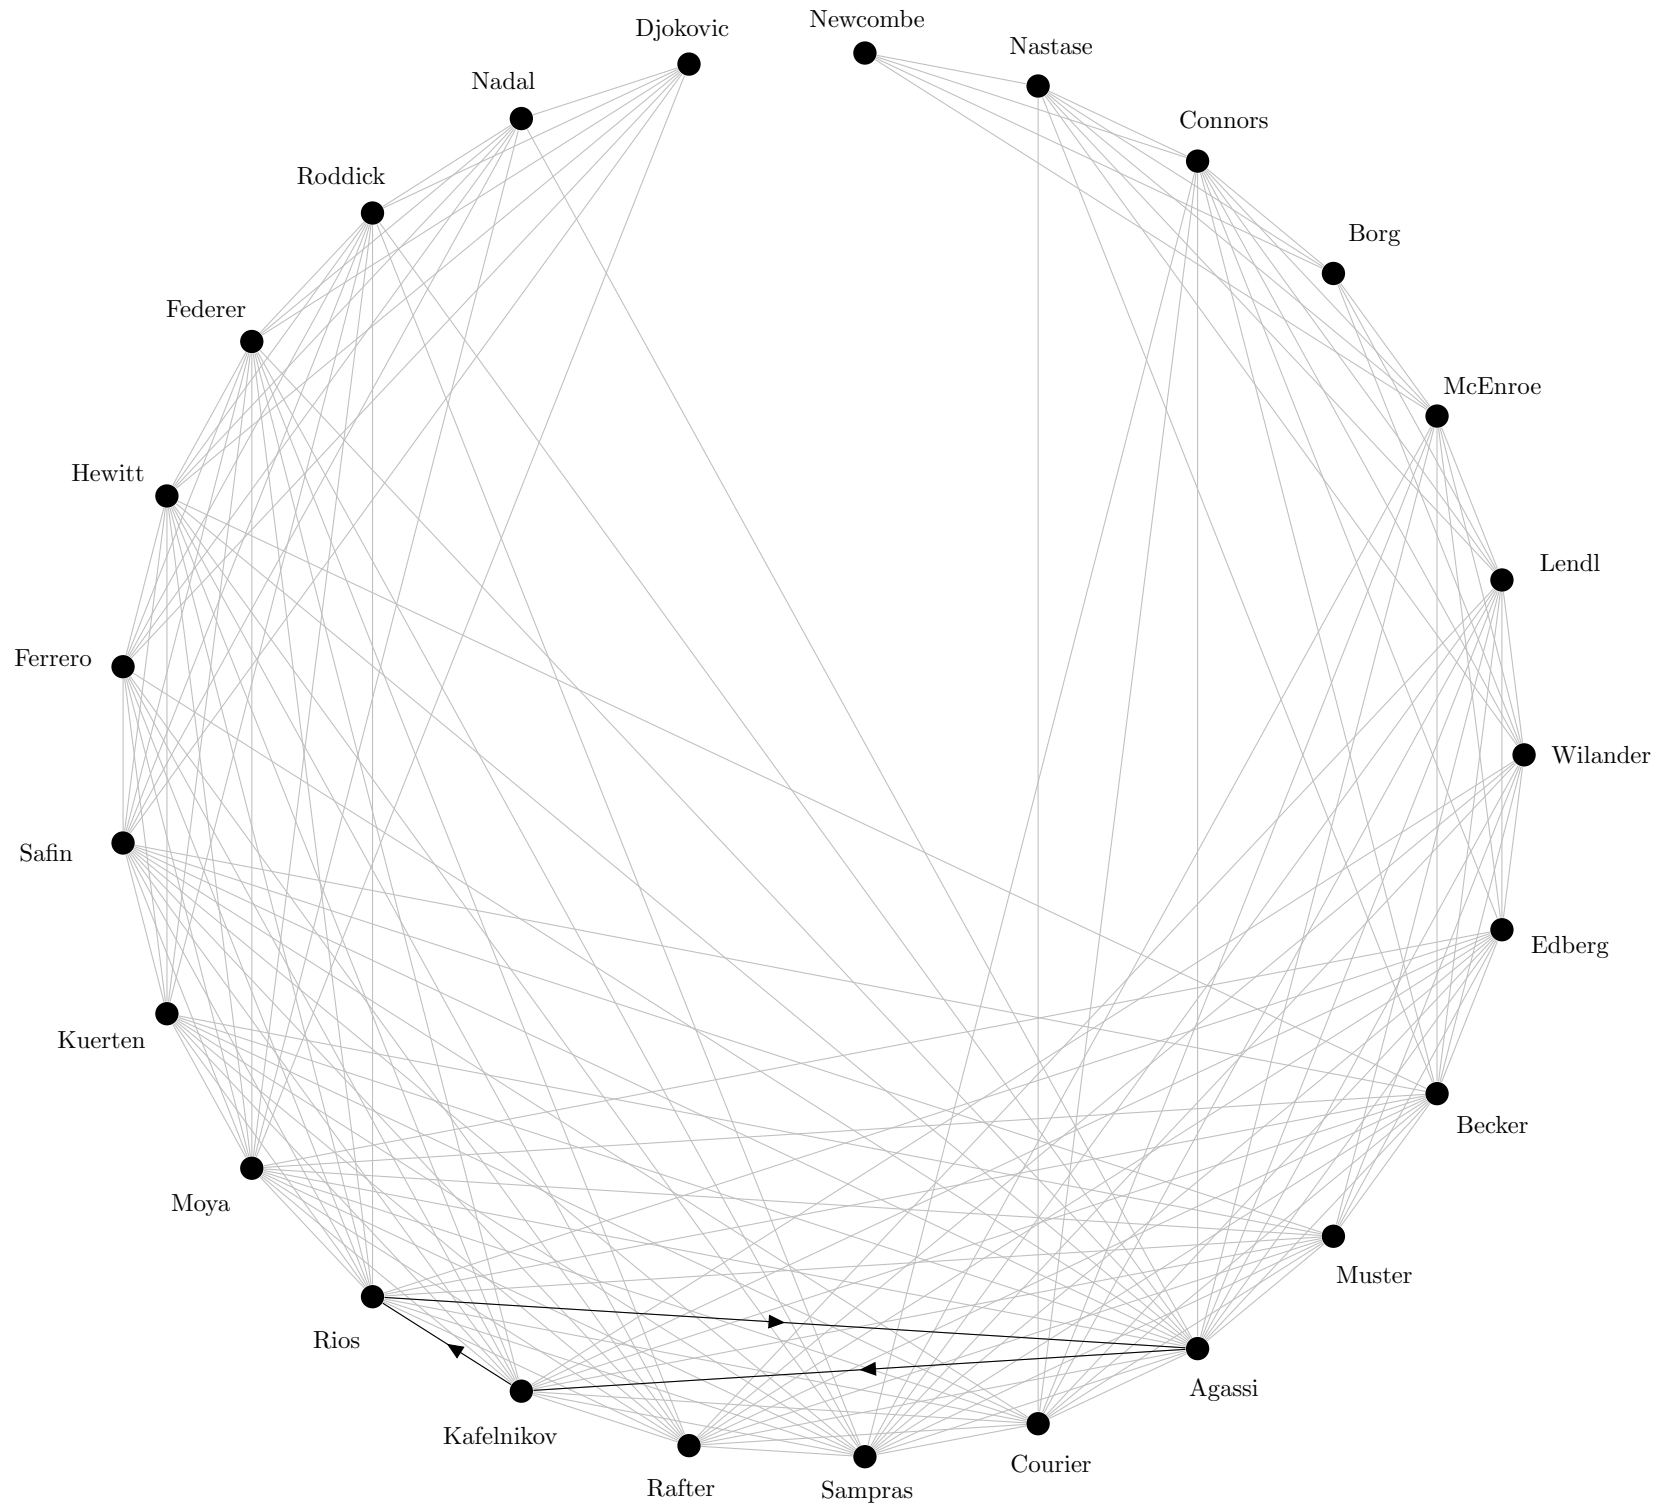 Newcombe
Djokovic
Nastase
Nadal
Connors
Roddick
Borg
Federer
McEnroe
Hewitt
Lendl
Ferrero
Wilander
Safin
Edberg
Kuerten
Becker
Moya
Muster
Rios
Agassi
Kafelnikov
Courier
Rafter
Sampras